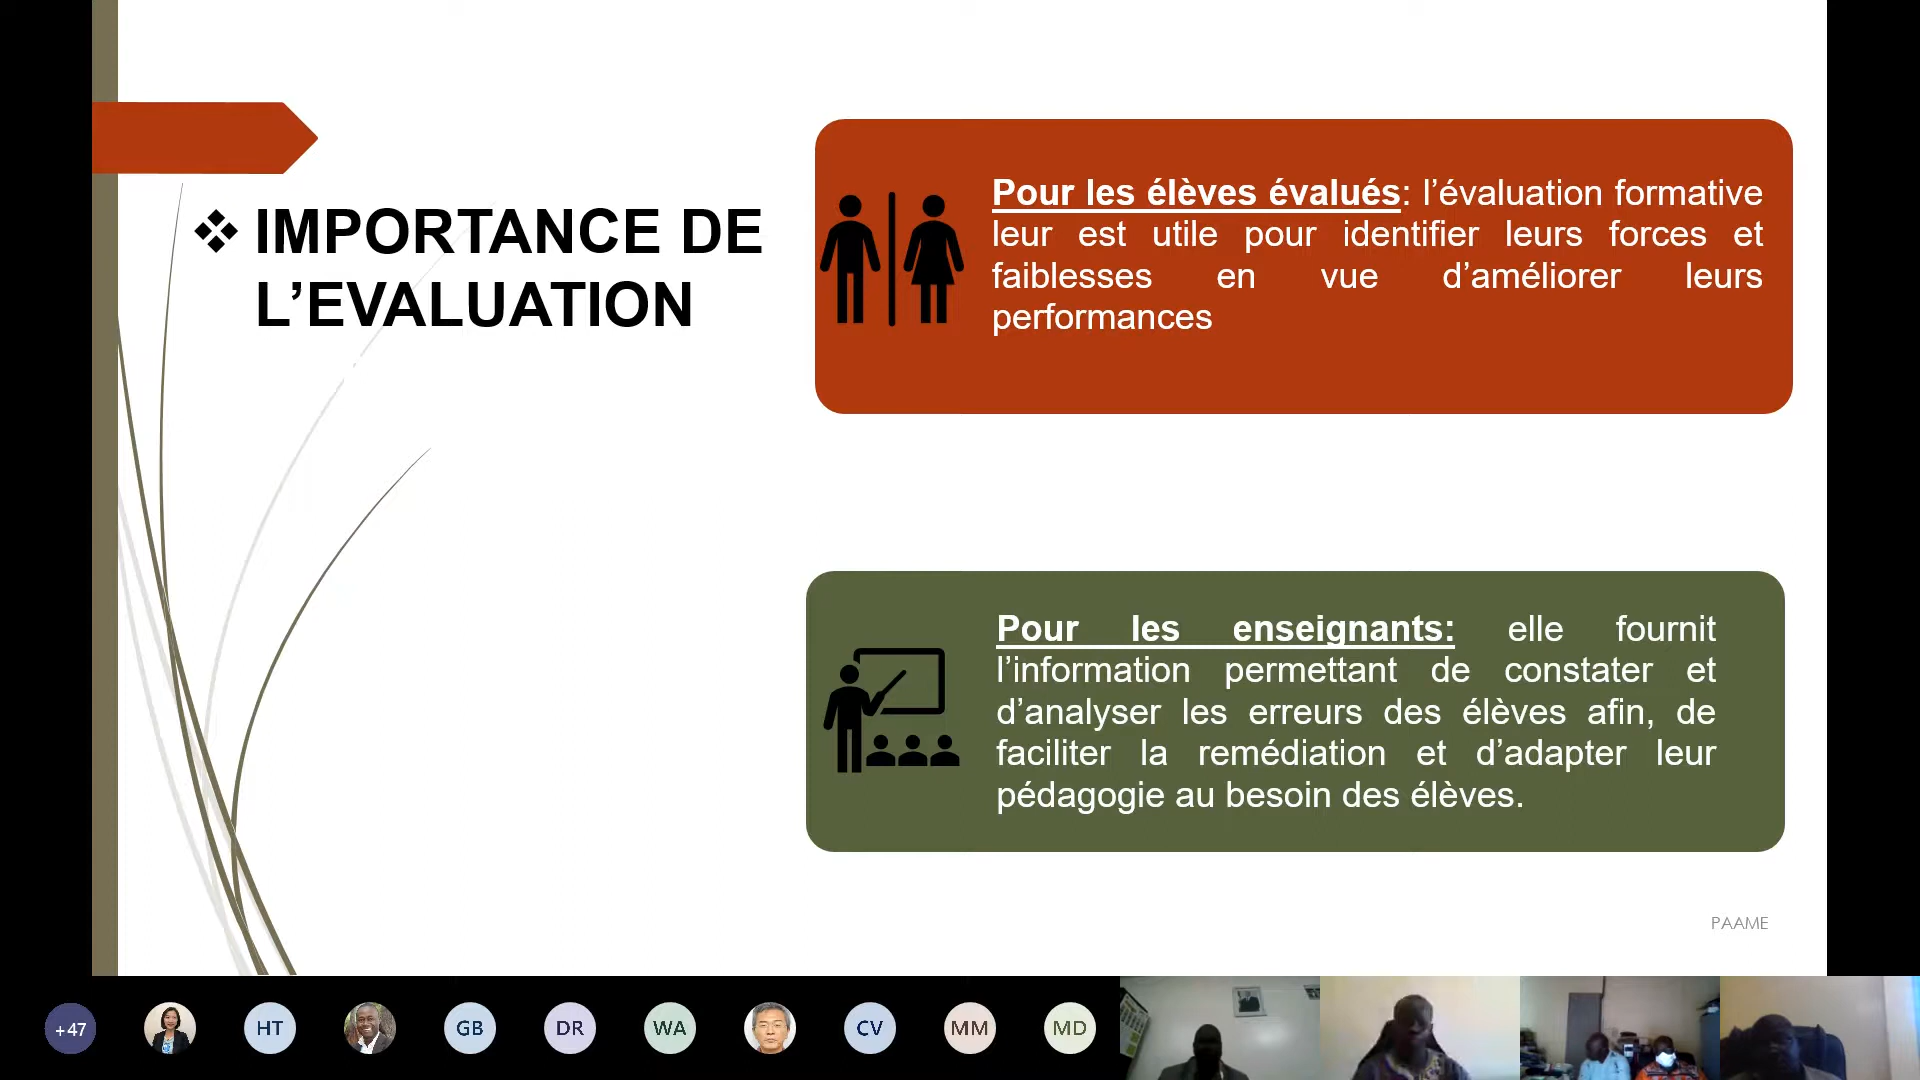 ❖ IMPORTANCE DE
L’EVALUATION
Pour les élèves évalués: l’évaluation formative
leur est utile pour identifier leurs forces et
faiblesses en vue d’améliorer leurs
performances
Pour les enseignants: elle fournit
l’information permettant de constater et
d’analyser les erreurs des élèves afin, de
faciliter la remédiation et d’adapter leur
pédagogie au besoin des élèves.
PAAME
+47
HT
GB
DR
WA
CV
MM
MD